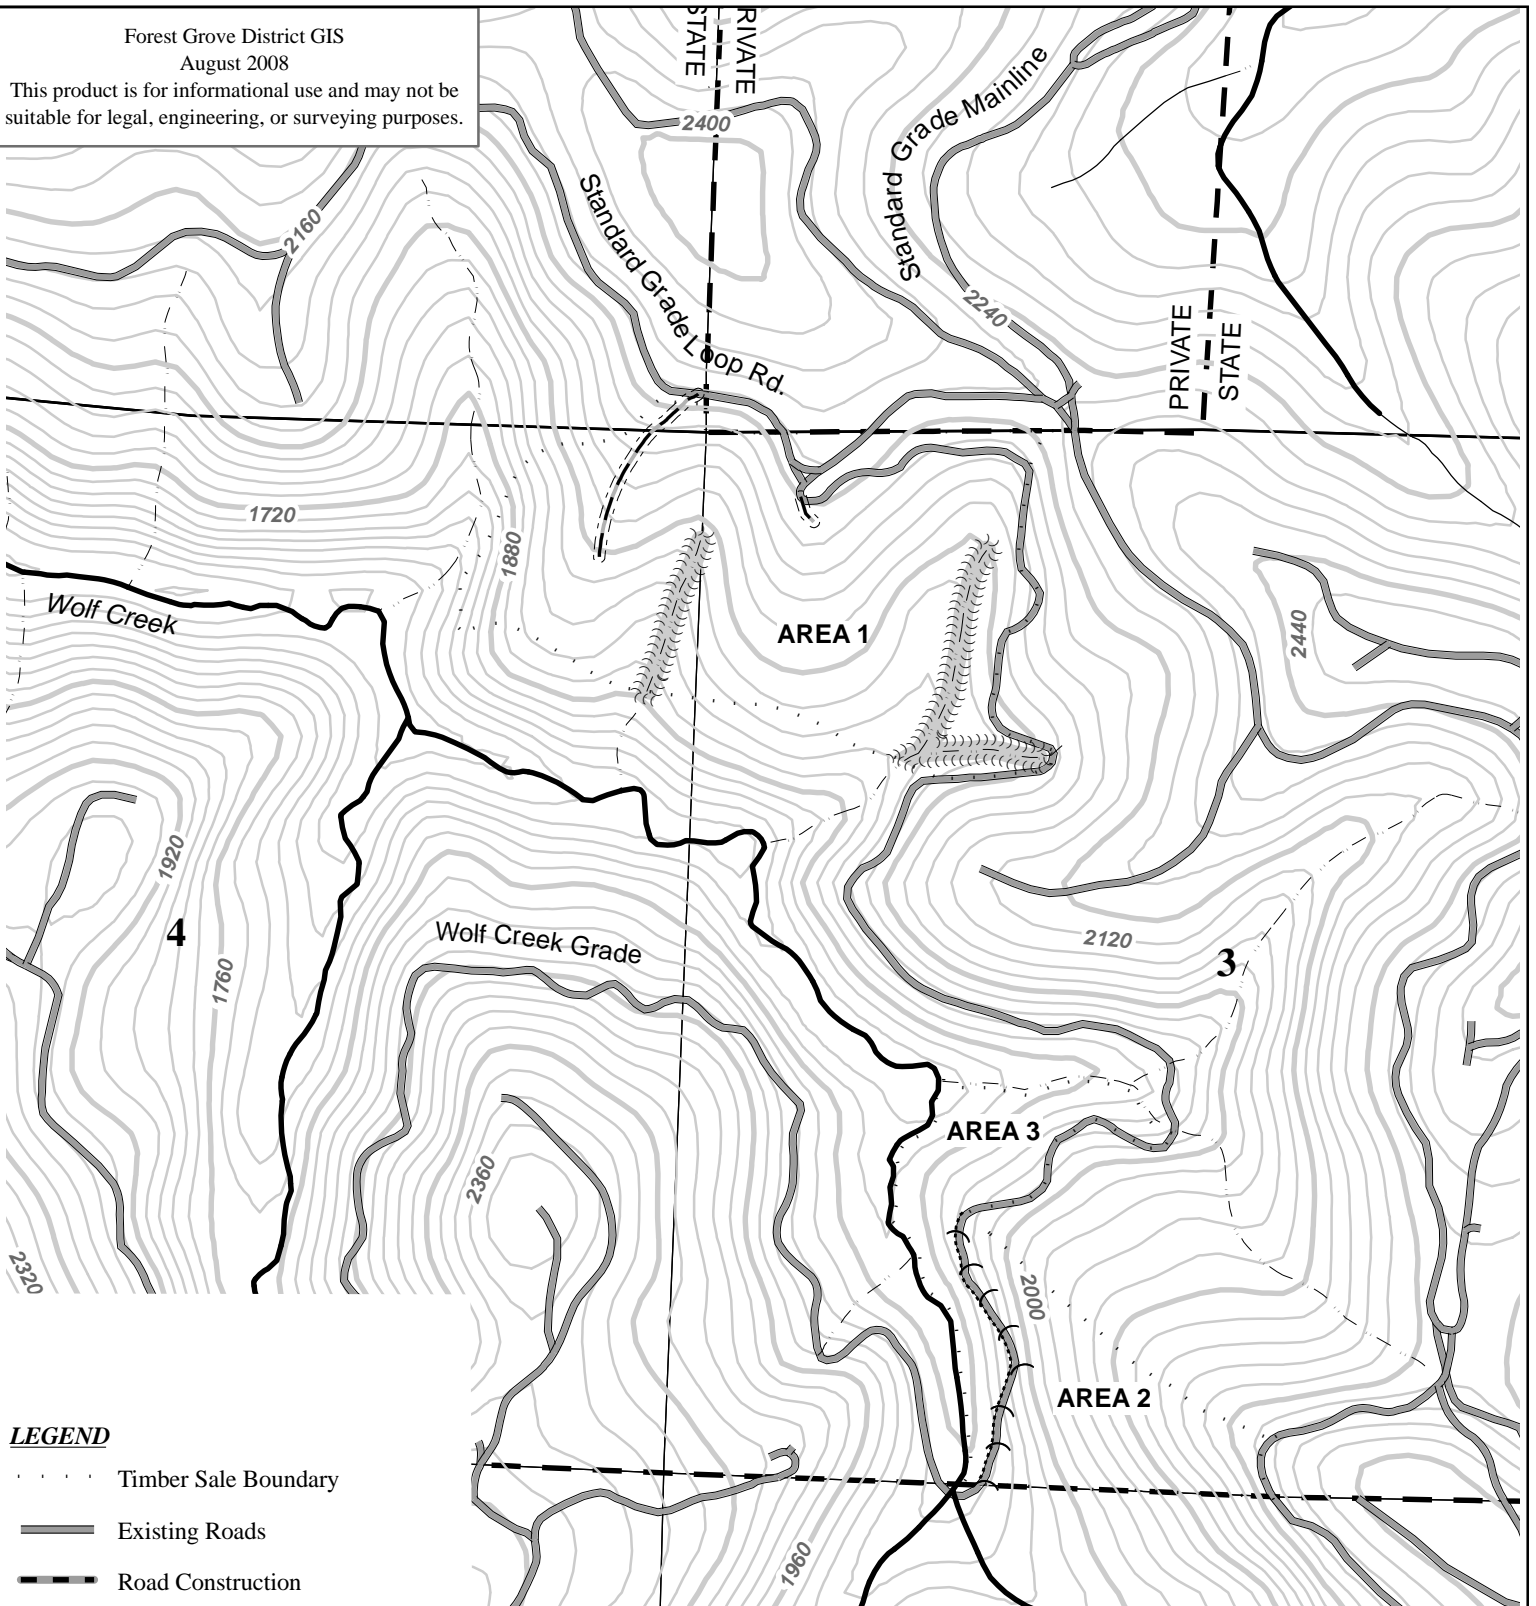 Forest Grove District GIS
August 2008
This product is for informational use and may not be
suitable for legal, engineering, or surveying purposes.
STATE
PRIVATE
2400
Standard Grade Mainline
2160
Standard Grade Loop Rd.
2240
PRIVATE
STATE
1720
1880
Wolf Creek
AREA 1
2440
1920
4
1760
Wolf Creek Grade
2120
3
AREA 3
2360
2320
2000
AREA 2
LEGEND
Timber Sale Boundary
Existing Roads
Road Construction
1960